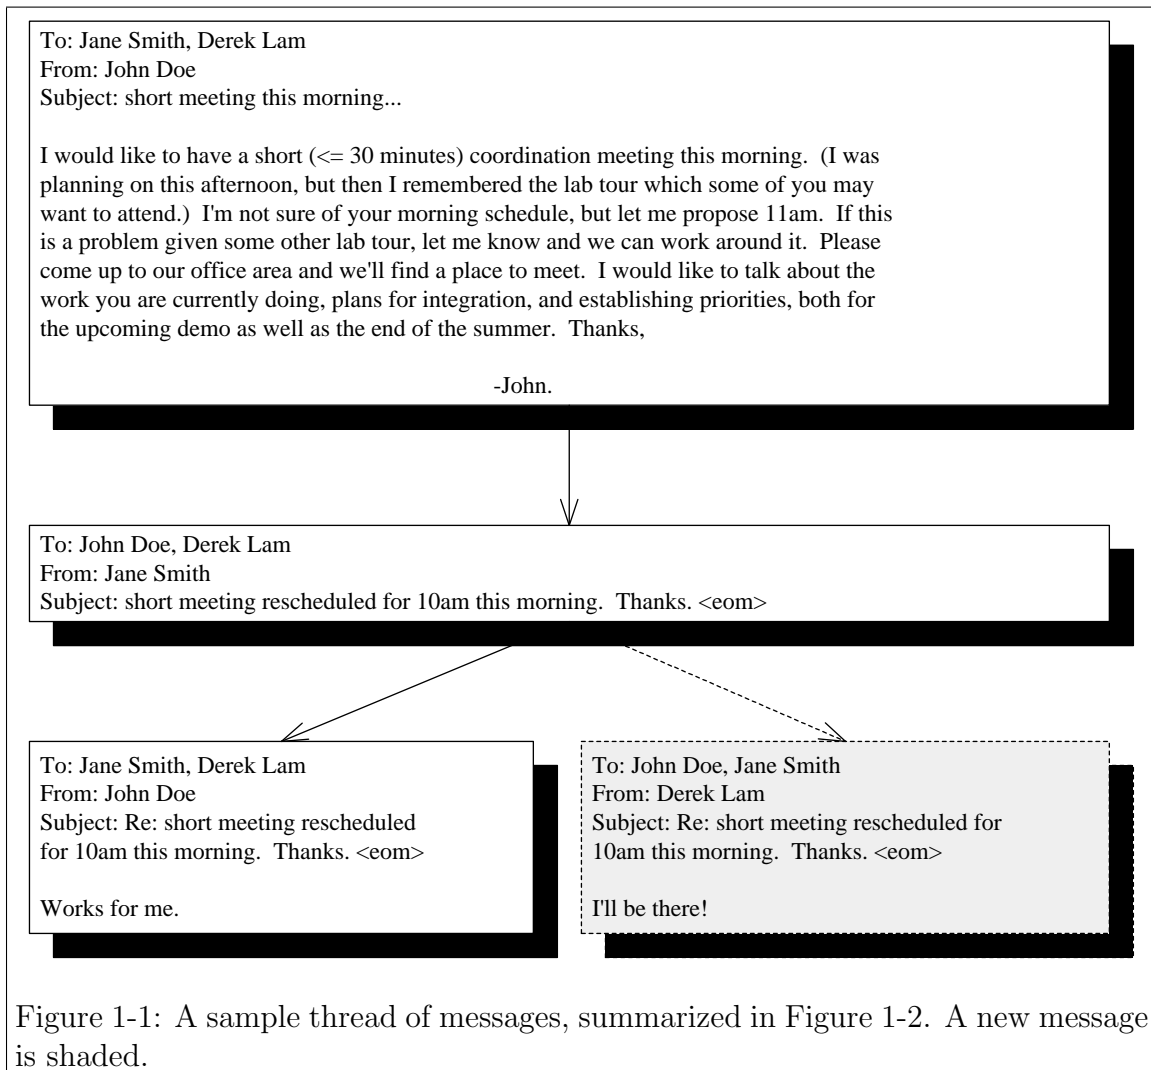 To: Jane Smith, Derek Lam
From: John Doe
Subject: short meeting this morning...
I would like to have a short (<= 30 minutes) coordination meeting this morning.  (I was
planning on this afternoon, but then I remembered the lab tour which some of you may
want to attend.)  I'm not sure of your morning schedule, but let me propose 11am.  If this
is a problem given some other lab tour, let me know and we can work around it.  Please
come up to our office area and we'll find a place to meet.  I would like to talk about the
work you are currently doing, plans for integration, and establishing priorities, both for
the upcoming demo as well as the end of the summer.  Thanks,
-John.
To: John Doe, Derek Lam
From: Jane Smith
Subject: short meeting rescheduled for 10am this morning.  Thanks. <eom>
To: Jane Smith, Derek Lam
From: John Doe
Subject: Re: short meeting rescheduled
for 10am this morning.  Thanks. <eom>
Works for me.
To: John Doe, Jane Smith
From: Derek Lam
Subject: Re: short meeting rescheduled for
10am this morning.  Thanks. <eom>
I'll be there!
Figure 1-1: A sample thread of messages, summarized in Figure 1-2. A new message
is shaded.